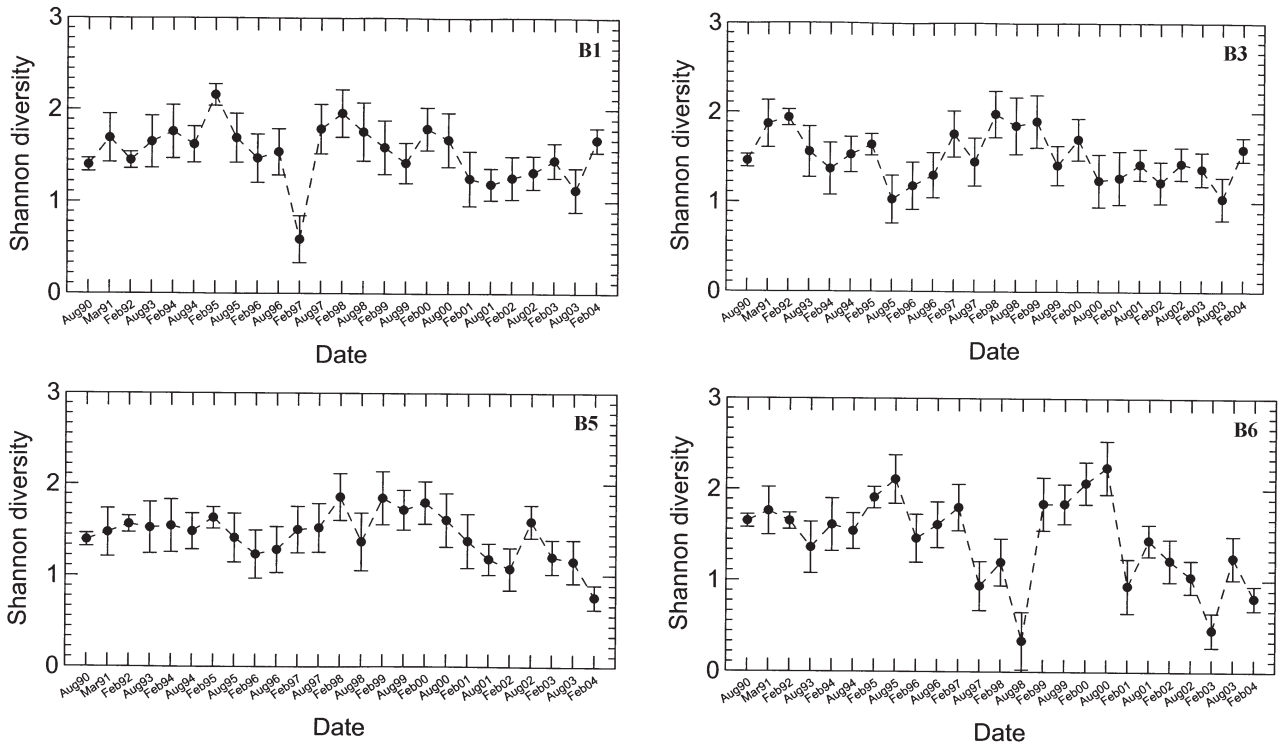 3
2
1
0
Shannon diversity
B1
Aug90 Mar91 Feb92 Aug93 Feb94 Aug94 Feb95 Aug95 Feb96 Aug96 Feb97 Aug97 Feb98 Aug98 Feb99 Aug99 Feb00 Aug00 Feb01 Aug01 Feb02 Aug02 Feb03 Aug03 Feb04
Date
3
2
1
0
Shannon diversity
B3
Aug90 Mar91 Feb92 Aug93 Feb94 Aug94 Feb95 Aug95 Feb96 Aug96 Feb97 Aug97 Feb98 Aug98 Feb99 Aug99 Feb00 Aug00 Feb01 Aug01 Feb02 Aug02 Feb03 Aug03 Feb04
Date
3
2
1
0
Shannon diversity
B5
Aug90 Mar91 Feb92 Aug93 Feb94 Aug94 Feb95 Aug95 Feb96 Aug96 Feb97 Aug97 Feb98 Aug98 Feb99 Aug99 Feb00 Aug00 Feb01 Aug01 Feb02 Aug02 Feb03 Aug03 Feb04
Date
3
2
1
0
Shannon diversity
B6
Aug90 Mar91 Feb92 Aug93 Feb94 Aug94 Feb95 Aug95 Feb96 Aug96 Feb97 Aug97 Feb98 Aug98 Feb99 Aug99 Feb00 Aug00 Feb01 Aug01 Feb02 Aug02 Feb03 Aug03 Feb04
Date